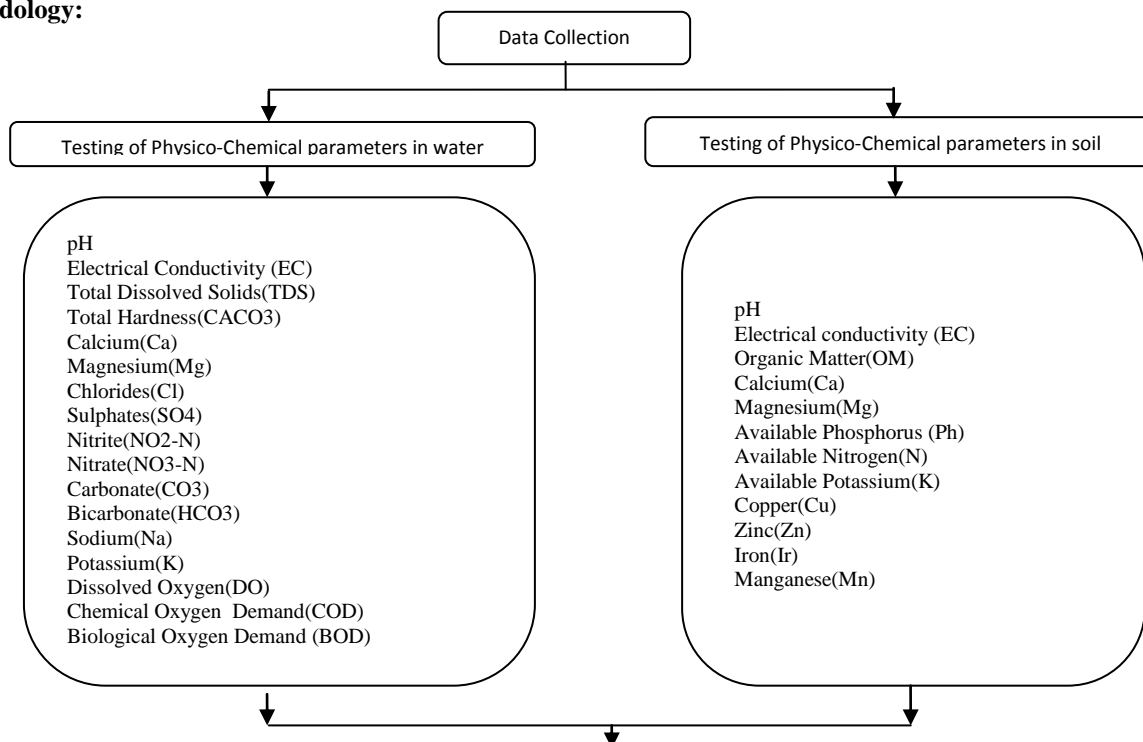 dology:
Data Collection
Testing of Physico-Chemical parameters in water
Testing of Physico-Chemical parameters in soil
pH
Electrical Conductivity (EC)
Total Dissolved Solids(TDS)
Total Hardness(CACO3)
Calcium(Ca)
Magnesium(Mg)
Chlorides(Cl)
Sulphates(SO4)
Nitrite(NO2-N)
Nitrate(NO3-N)
Carbonate(CO3)
Bicarbonate(HCO3)
Sodium(Na)
Potassium(K)
Dissolved Oxygen(DO)
Chemical Oxygen  Demand(COD)
Biological Oxygen Demand (BOD)
pH
Electrical conductivity (EC)
Organic Matter(OM)
Calcium(Ca)
Magnesium(Mg)
Available Phosphorus (Ph)
Available Nitrogen(N)
Available Potassium(K)
Copper(Cu)
Zinc(Zn)
Iron(Ir)
Manganese(Mn)